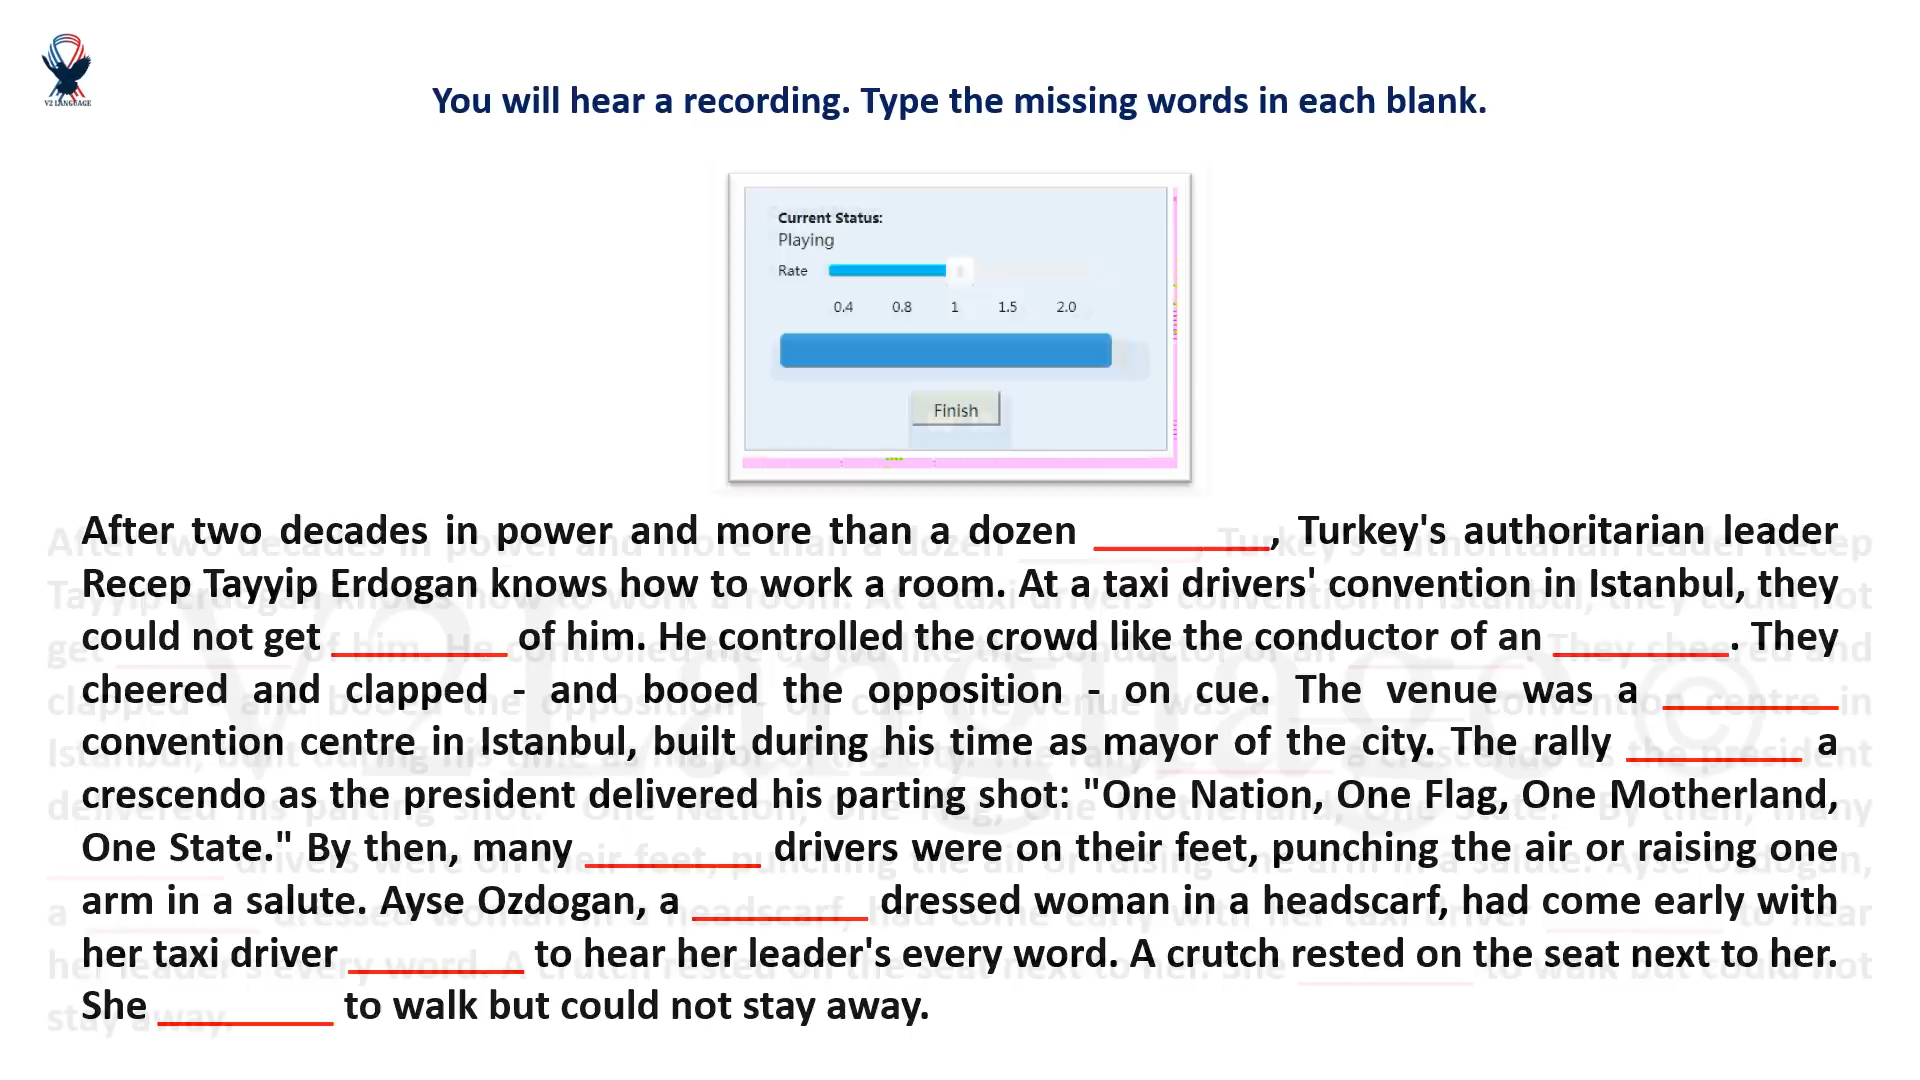 V2 LANGUAGE
You will hear a recording. Type the missing words in each blank.
Current Status:
Playing
Rate
0.4 0.8 1 1.5 2.0
Finish
After two decades in power and more than a dozen ________, Turkey's authoritarian leader
Recep Tayyip Erdogan knows how to work a room. At a taxi drivers' convention in Istanbul, they
could not get ________ of him. He controlled the crowd like the conductor of an ________. They
cheered and clapped - and booed the opposition - on cue. The venue was a ________
convention centre in Istanbul, built during his time as mayor of the city. The rally ________ a
crescendo as the president delivered his parting shot: "One Nation, One Flag, One Motherland,
One State." By then, many ________ drivers were on their feet, punching the air or raising one
arm in a salute. Ayse Ozdogan, a ________ dressed woman in a headscarf, had come early with
her taxi driver ________ to hear her leader's every word. A crutch rested on the seat next to her.
She ________ to walk but could not stay away.